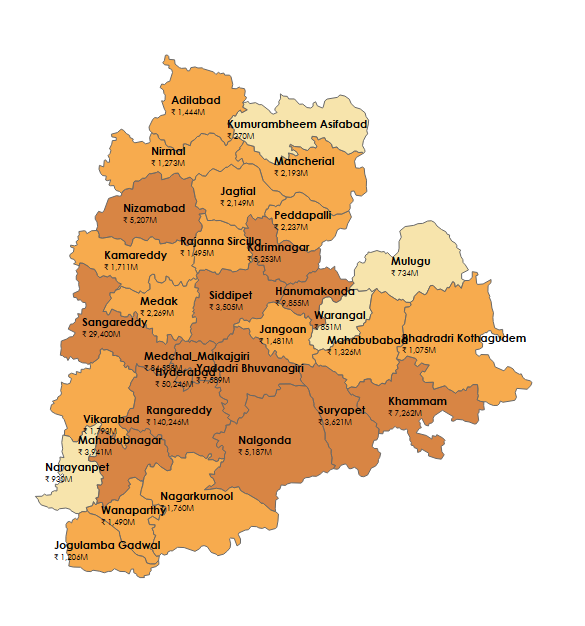 Adilabad
₹ 1,444M
Kumurambheem Asifabad
₹ 270M
Nirmal
₹ 1,273M
Mancherial
₹ 2,193M
Jagtial
₹ 2,149M
Nizamabad
₹ 5,207M
Peddapalli
₹ 2,237M
Rajanna Sircilla
₹ 1,495M
Karimnagar
₹ 5,253M
Kamareddy
₹ 1,711M
Mulugu
₹ 734M
Siddipet
₹ 3,505M
Hanumakonda
₹ 9,855M
Medak
₹ 2,269M
Warangal
₹ 851M
Sangareddy
₹ 29,400M
Jangoan
₹ 1,481M
Mahabubabad
₹ 1,326M
Bhadradri Kothagudem
₹ 1,075M
Medchal_Malkajgiri
Hyderabad
₹ 50,246M
Yadadri Bhuvanagiri
₹ 7,589M
Khammam
₹ 7,262M
Rangareddy
₹ 140,246M
Suryapet
₹ 3,621M
Vikarabad
₹ 1,793M
Mahabubnagar
₹ 3,941M
Nalgonda
₹ 5,187M
Narayanpet
₹ 930M
Nagarkurnool
₹ 1,760M
Wanaparthy
₹ 1,490M
Jogulamba Gadwal
₹ 1,206M